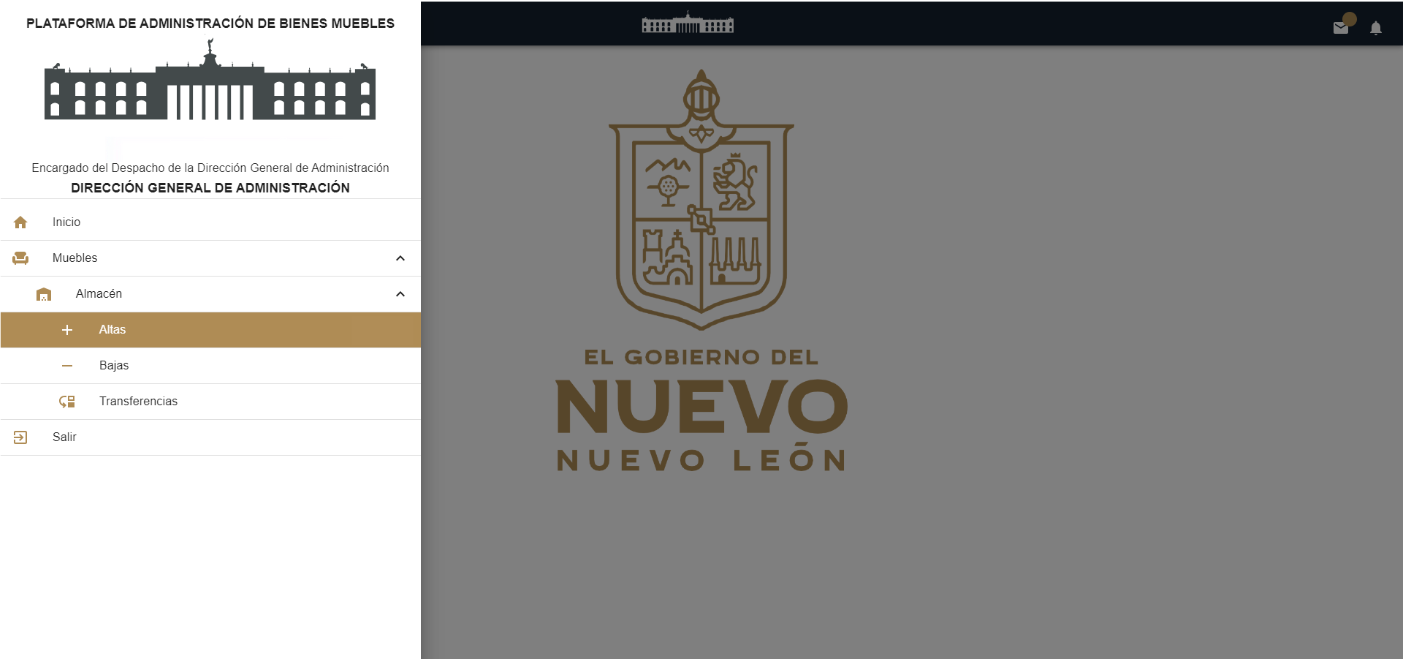 PLATAFORMA DE ADMINISTRACIÓN DE BIENES MUEBLES
Encargado del Despacho de la Dirección General de Administración
DIRECCIÓN GENERAL DE ADMINISTRACIÓN
Inicio
Muebles
Almacén
Altas
Bajas
Transferencias
Salir
EL GOBIERNO DEL
NUEVO
NUEVO LEÓN